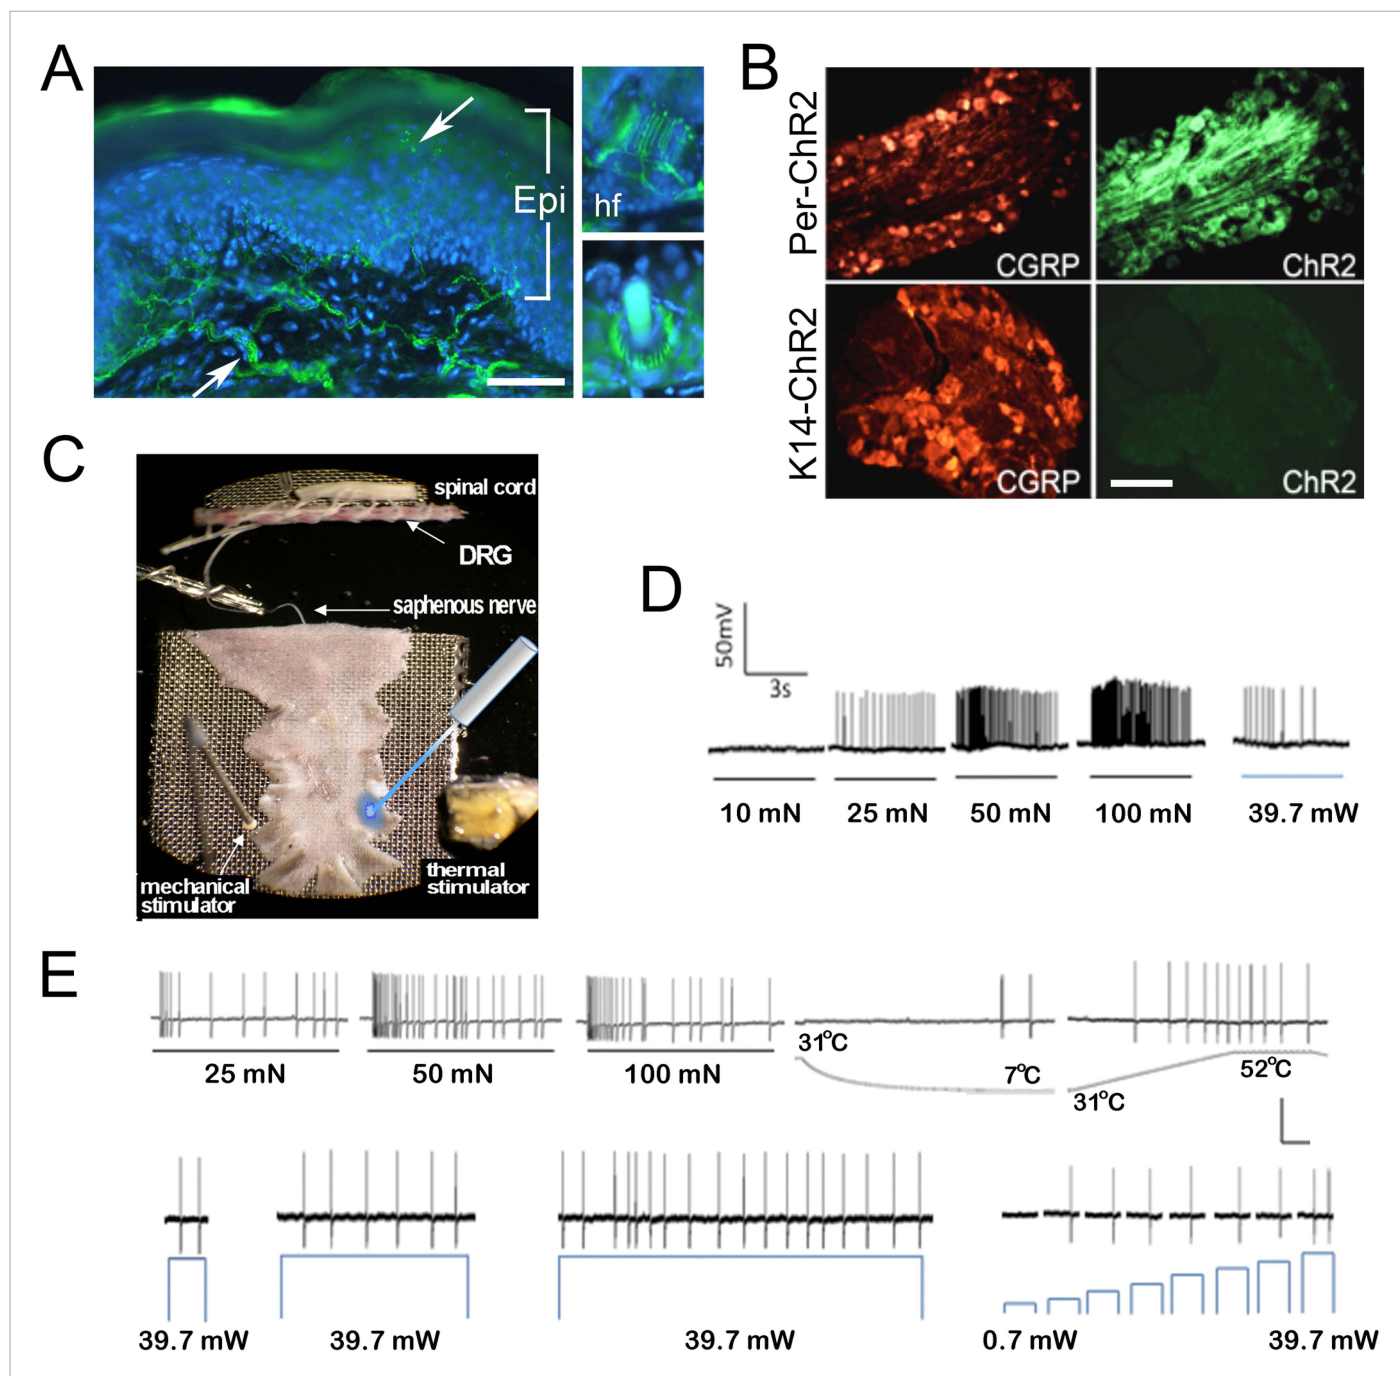 A
Epi
hf
B
Per-ChR2
CGRP
ChR2
K14-ChR2
CGRP
ChR2
C
spinal cord
DRG
saphenous nerve
mechanical
stimulator
thermal
stimulator
D
50mV
3s
10 mN
25 mN
50 mN
100 mN
39.7 mW
E
25 mN
50 mN
100 mN
31°C
7°C
31°C
52°C
39.7 mW
39.7 mW
39.7 mW
0.7 mW
39.7 mW